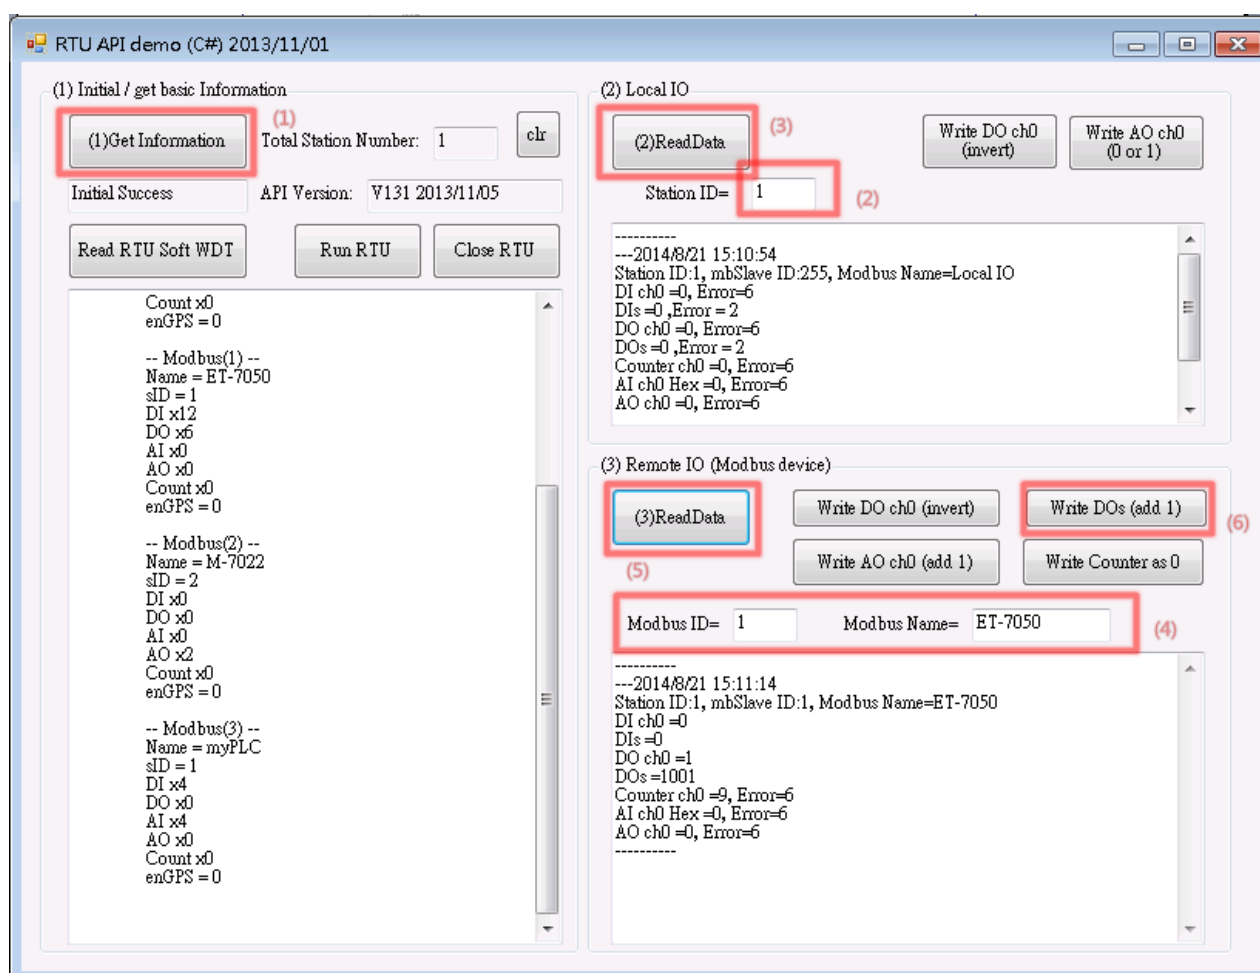 RTU API demo (C#) 2013/11/01
(1) Initial / get basic Information
(1)Get Information
(1)
Total Station Number:
1
clr
Initial Success
API Version:
V131 2013/11/05
Read RTU Soft WDT
Run RTU
Close RTU
Count x0
enGPS = 0
-- Modbus(1) --
Name = ET-7050
sID = 1
DI x12
DO x6
AI x0
AO x0
Count x0
enGPS = 0
-- Modbus(2) --
Name = M-7022
sID = 2
DI x0
DO x0
AI x0
AO x2
Count x0
enGPS = 0
-- Modbus(3) --
Name = myPLC
sID = 1
DI x4
DO x0
AI x4
AO x0
Count x0
enGPS = 0
(2) Local IO
(2)ReadData
(3)
Write DO ch0
(invert)
Write AO ch0
(0 or 1)
Station ID=
1
(2)
----------
---2014/8/21 15:10:54
Station ID:1, mbSlave ID:255, Modbus Name=Local IO
DI ch0 =0, Error=6
DIs =0 ,Error = 2
DO ch0 =0, Error=6
DOs =0 ,Error = 2
Counter ch0 =0, Error=6
AI ch0 Hex =0, Error=6
AO ch0 =0, Error=6
(3) Remote IO (Modbus device)
(3)ReadData
(5)
Write DO ch0 (invert)
Write DOs (add 1)
(6)
Write AO ch0 (add 1)
Write Counter as 0
Modbus ID=
1
Modbus Name=
ET-7050
(4)
----------
---2014/8/21 15:11:14
Station ID:1, mbSlave ID:1, Modbus Name=ET-7050
DI ch0 =0
DIs =0
DO ch0 =1
DOs =1001
Counter ch0 =9, Error=6
AI ch0 Hex =0, Error=6
AO ch0 =0, Error=6
----------